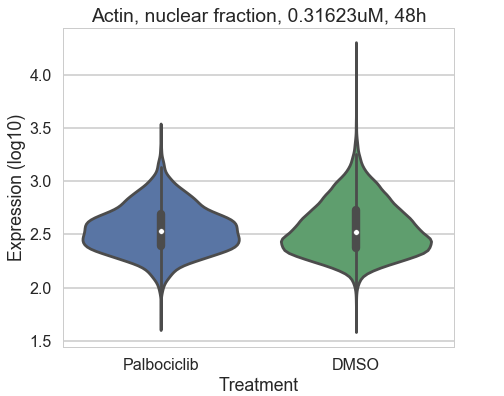 Actin, nuclear fraction, 0.31623uM, 48h
Expression (log10)
4.0
3.5
3.0
2.5
2.0
1.5
Palbociclib DMSO
Treatment